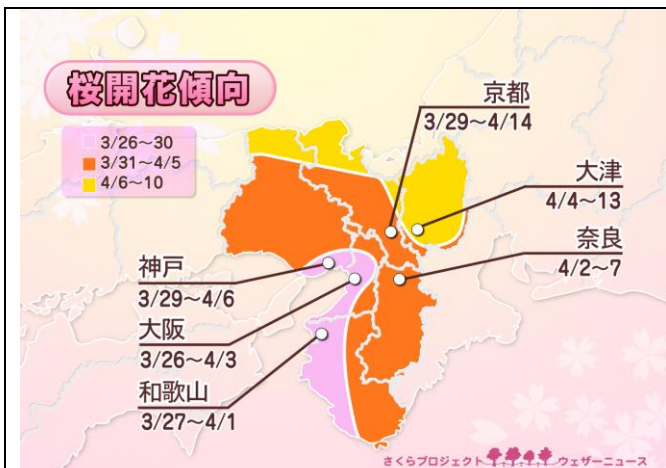 桜開花傾向
3/26～30
3/31～4/5
4/6～10
京都
3/29～4/14
大津
4/4～13
奈良
4/2～7
神戸
3/29～4/6
大阪
3/26～4/3
和歌山
3/27～4/1
さくらプロジェクト ウェザーニュース